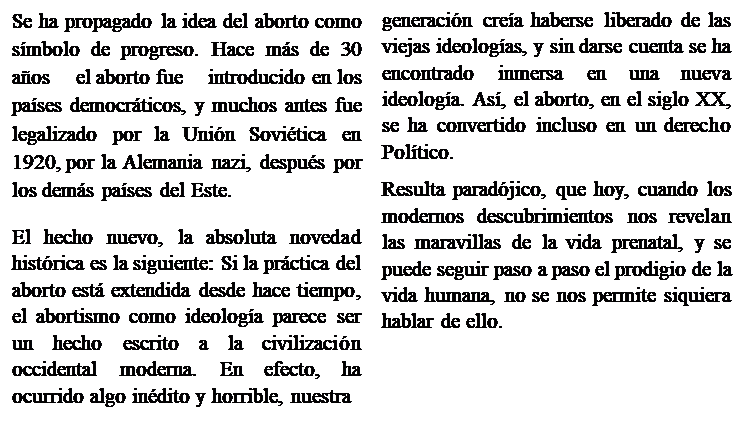 Se ha propagado la idea del aborto como
símbolo de progreso. Hace más de 30
años el aborto fue introducido en los
países democráticos, y muchos antes fue
legalizado por la Unión Soviética en
1920, por la Alemania nazi, después por
los demás países del Este.
El hecho nuevo, la absoluta novedad
histórica es la siguiente: Si la práctica del
aborto está extendida desde hace tiempo,
el abortismo como ideología parece ser
un hecho escrito a la civilización
occidental moderna. En efecto, ha
ocurrido algo inédito y horrible, nuestra
generación creía haberse liberado de las
viejas ideologías, y sin darse cuenta se ha
encontrado inmersa en una nueva
ideología. Así, el aborto, en el siglo XX,
se ha convertido incluso en un derecho
Político.
Resulta paradójico, que hoy, cuando los
modernos descubrimientos nos revelan
las maravillas de la vida prenatal, y se
puede seguir paso a paso el prodigio de la
vida humana, no se nos permite siquiera
hablar de ello.